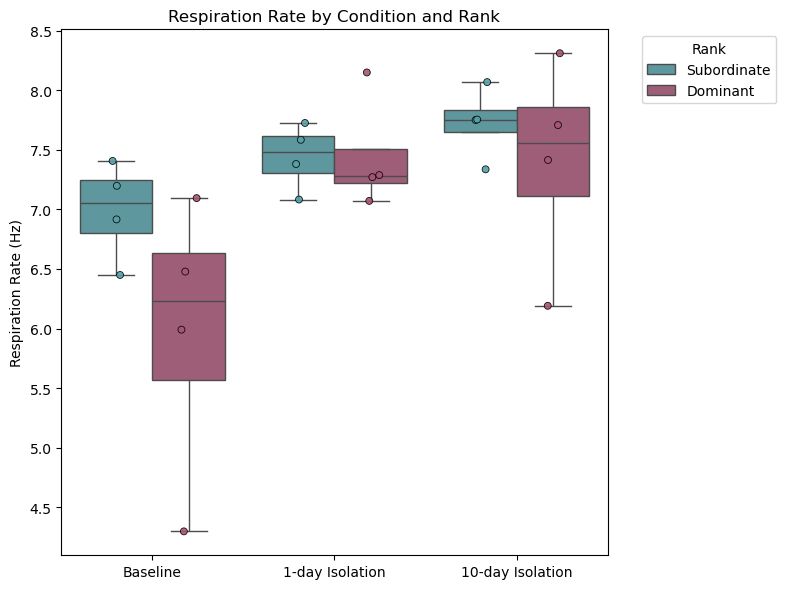 Respiration Rate by Condition and Rank
Rank
Subordinate
Dominant
Respiration Rate (Hz)
8.5
8.0
7.5
7.0
6.5
6.0
5.5
5.0
4.5
Baseline
1-day Isolation
10-day Isolation